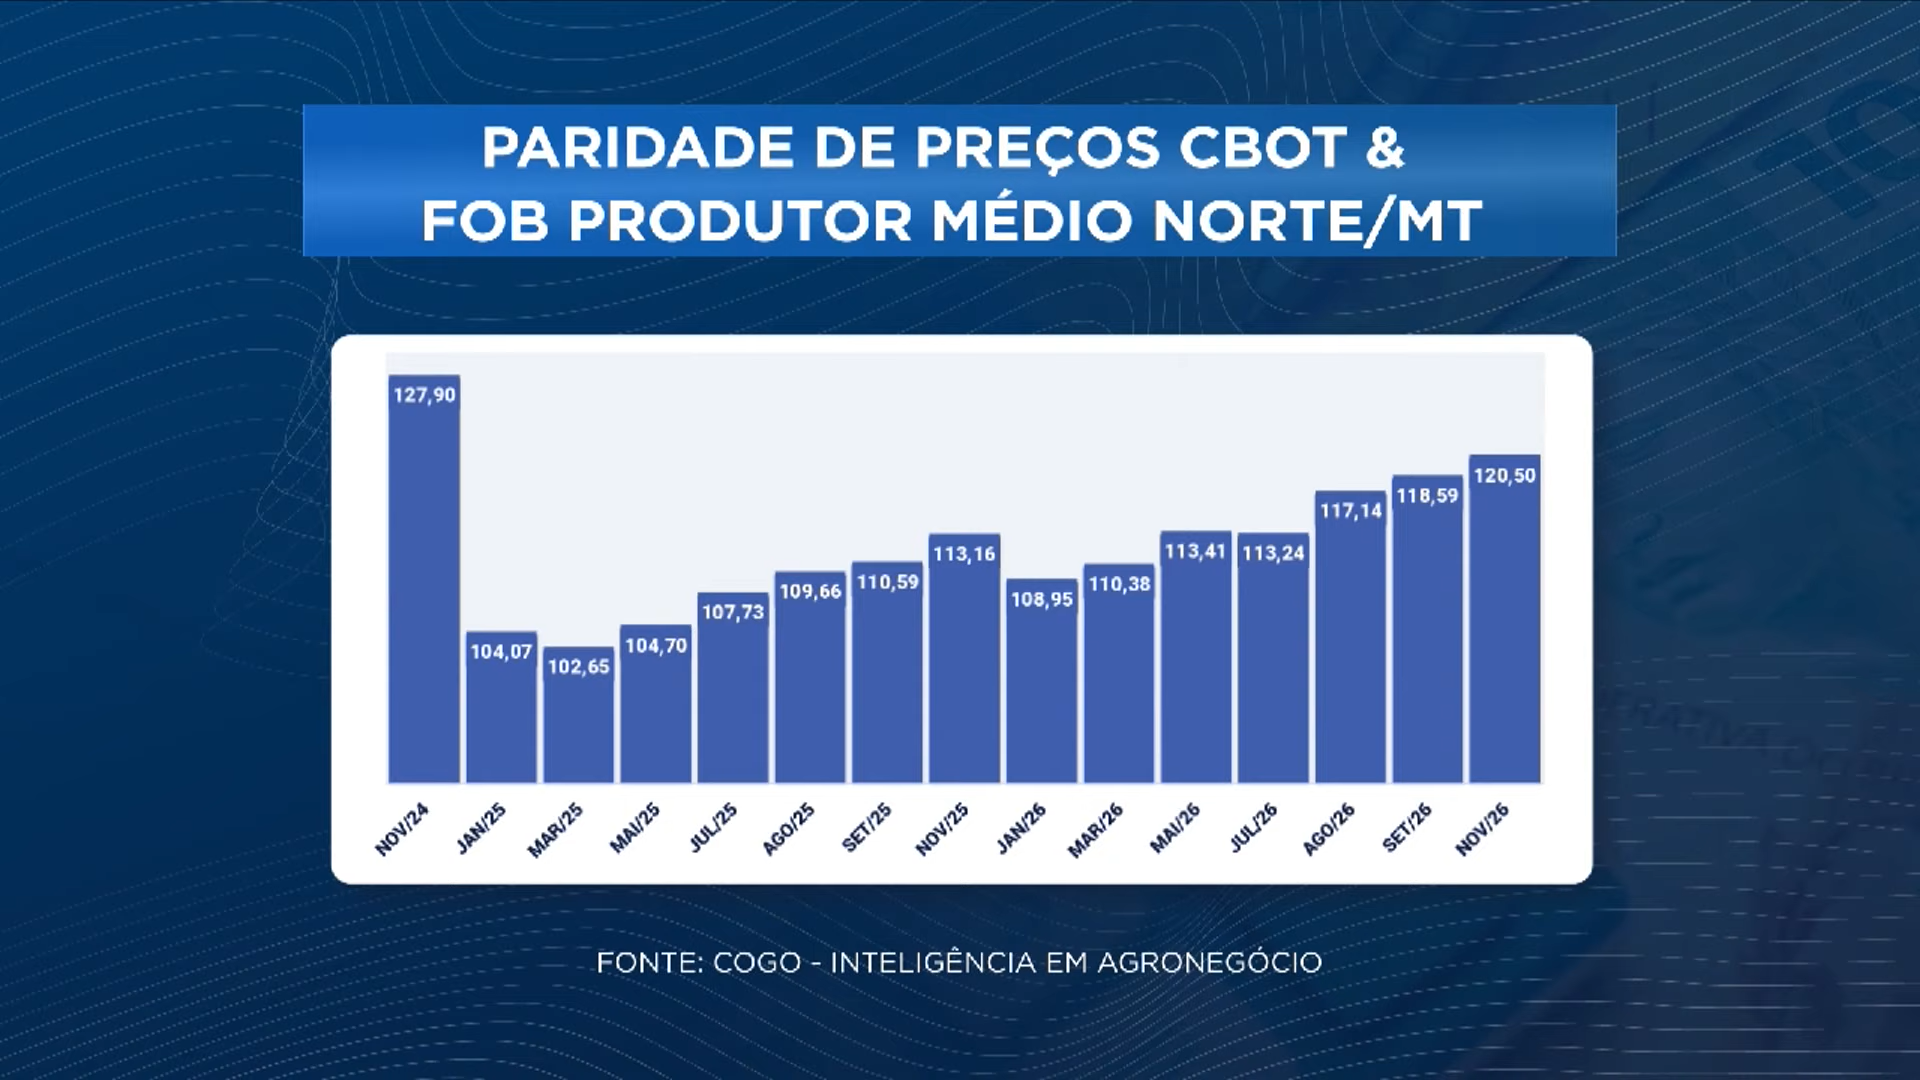 PARIDADE DE PREÇOS CBOT &
FOB PRODUTOR MÉDIO NORTE/MT
127,90
104,07
102,65
104,70
107,73
109,66
110,59
113,16
108,95
110,38
113,41
113,24
117,14
118,59
120,50
NOV/24
JAN/25
MAR/25
MAI/25
JUL/25
AGO/25
SET/25
NOV/25
JAN/26
MAR/26
MAI/26
JUL/26
AGO/26
SET/26
NOV/26
FONTE: COGO - INTELIGÊNCIA EM AGRONEGÓCIO